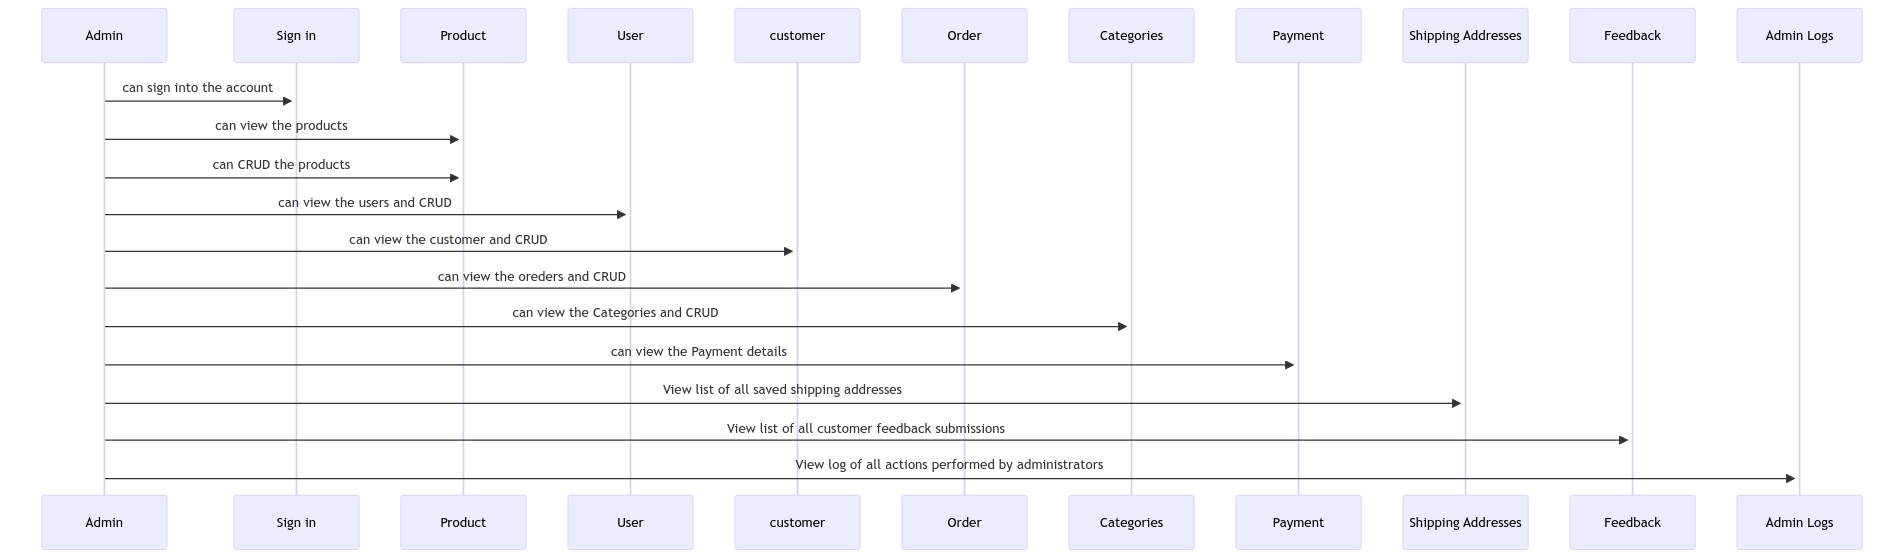 Admin
Sign in
Product
User
customer
Order
Categories
Payment
Shipping Addresses
Feedback
Admin Logs
can sign into the account
can view the products
can CRUD the products
can view the users and CRUD
can view the customer and CRUD
can view the oreders and CRUD
can view the Categories and CRUD
can view the Payment details
View list of all saved shipping addresses
View list of all customer feedback submissions
View log of all actions performed by administrators
Admin
Sign in
Product
User
customer
Order
Categories
Payment
Shipping Addresses
Feedback
Admin Logs